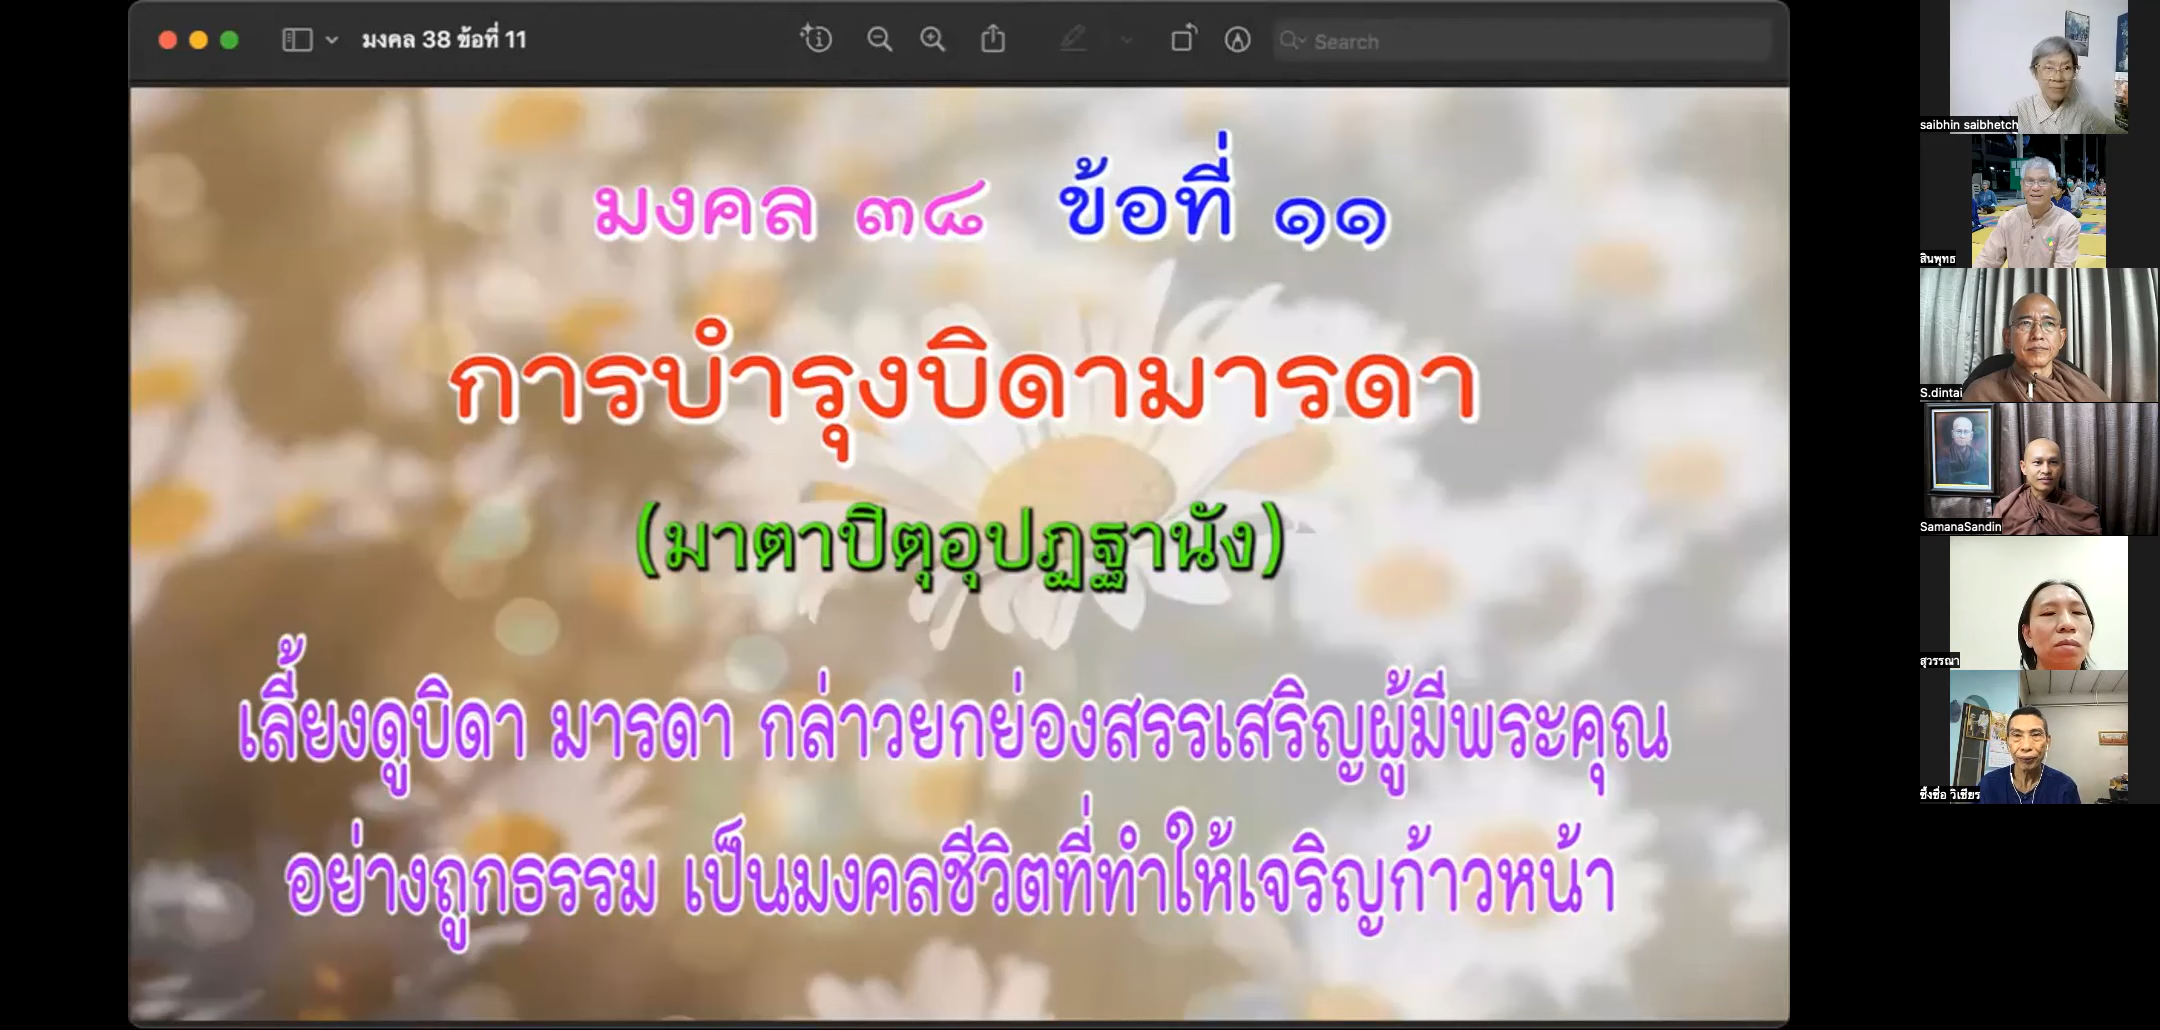 มงคล 38 ข้อที่ 11
Search
มงคล ๓๘ ข้อที่ ๑๑
การบำรุงบิดามารดา
(มาตาปิตุอุปฏฐานัง)
เลี้ยงดูบิดา มารดา กล่าวยกย่องสรรเสริญผู้มีพระคุณ
อย่างถูกธรรม เป็นมงคลชีวิตที่ทำให้เจริญก้าวหน้า
saibhin saibhetch
สินพุทธ
S.dintai
SamanaSandin
สุวรรณา
ซึ้งซื่อ วิเชียร